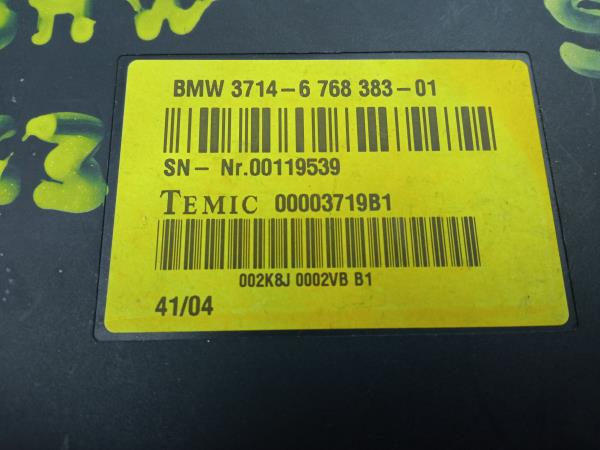 BMW 3714-6 768 383-01
SN- Nr.00119539
TEMIC 00003719B1
002K8J 0002VB B1
41/04